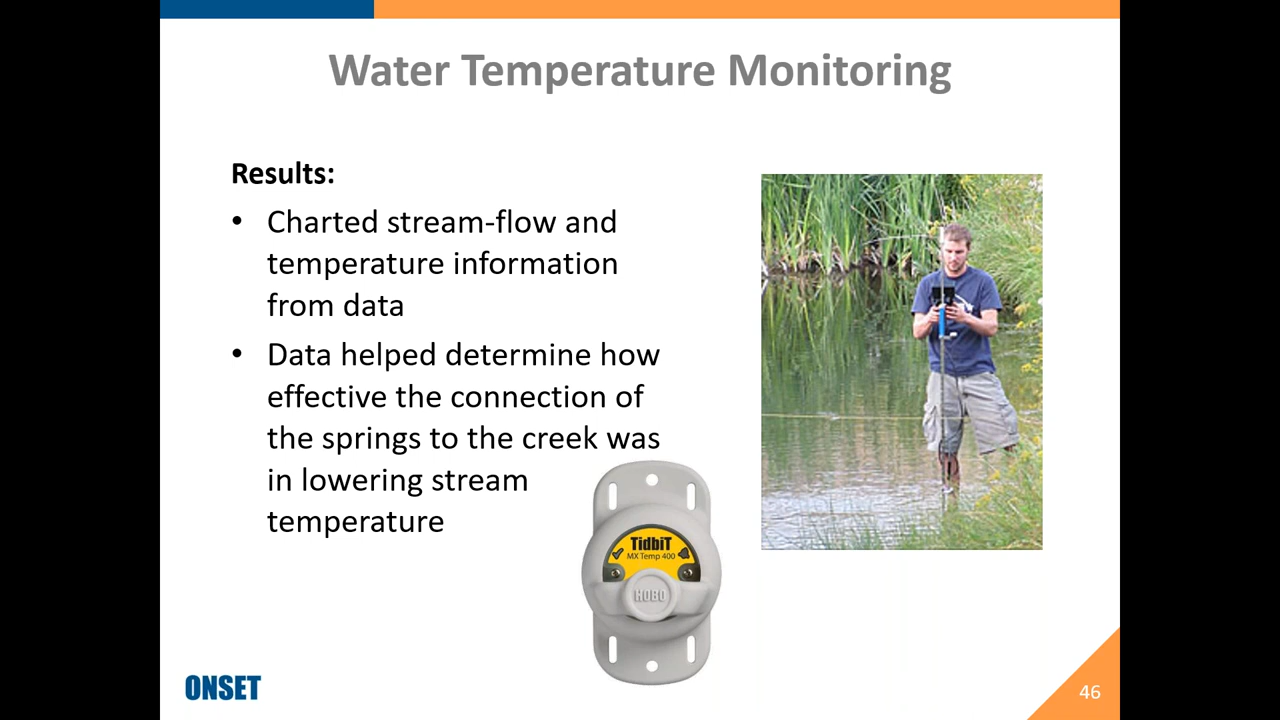 Water Temperature Monitoring
Results:
• Charted stream-flow and
temperature information
from data
• Data helped determine how
effective the connection of
the springs to the creek was
in lowering stream
temperature
TidbiT
MX Temp 400
HOBO
ONSET
46